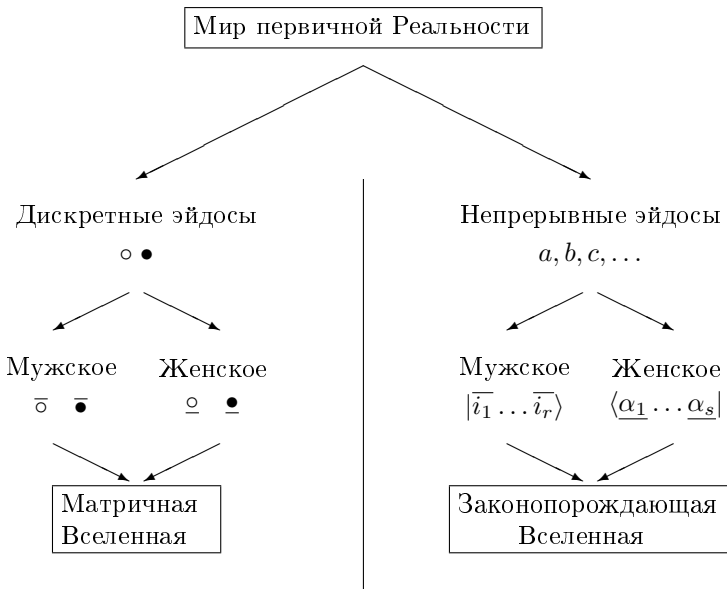 Мир первичной Реальности
Дискретные эйдосы
○ ●
Мужское
○̅ ●̅
Женское
○̲ ●̲
Матричная
Вселенная
Непрерывные эйдосы
a, b, c, …
Мужское
|i̅₁ … i̅ᵣ⟩
Женское
⟨α̲₁ … α̲ₛ|
Законопорождающая
Вселенная